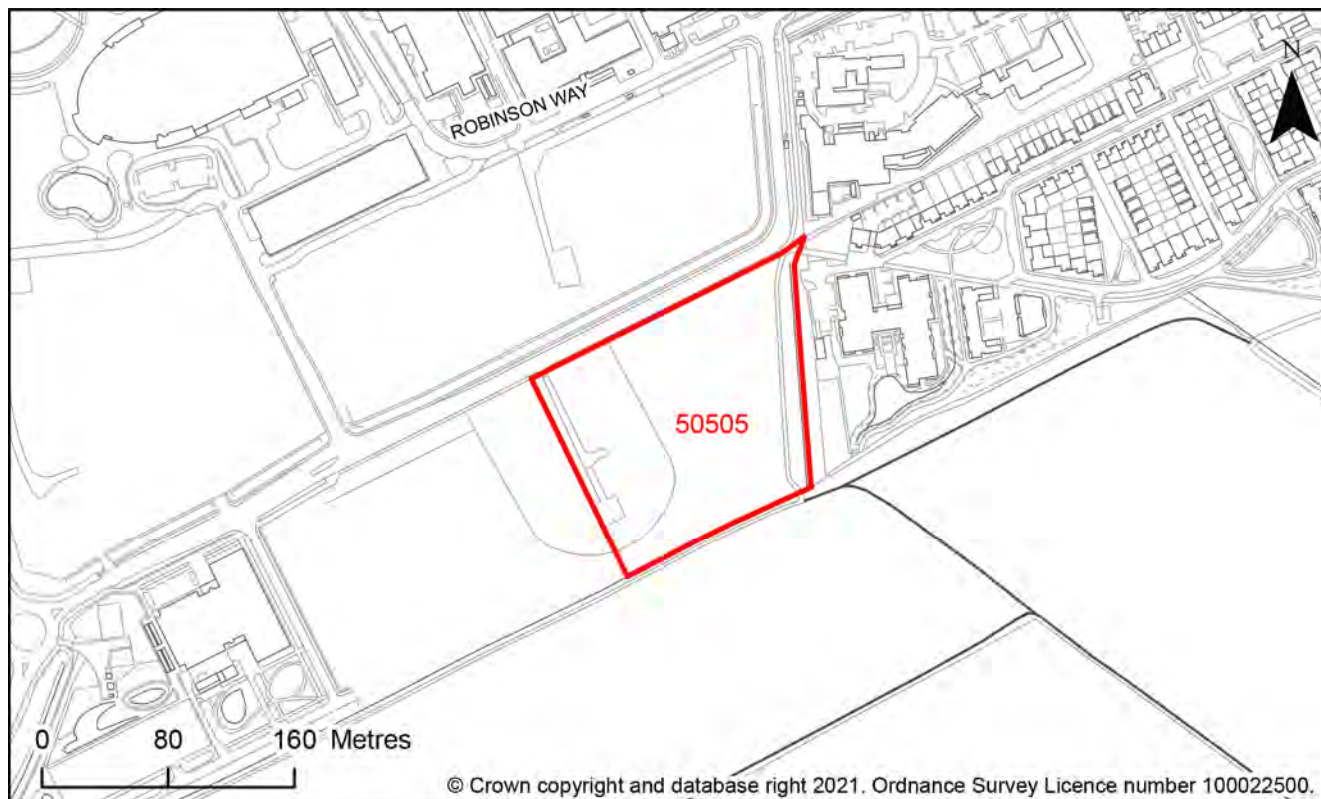 N
ROBINSON WAY
50505
0 80 160 Metres
© Crown copyright and database right 2021. Ordnance Survey Licence number 100022500.